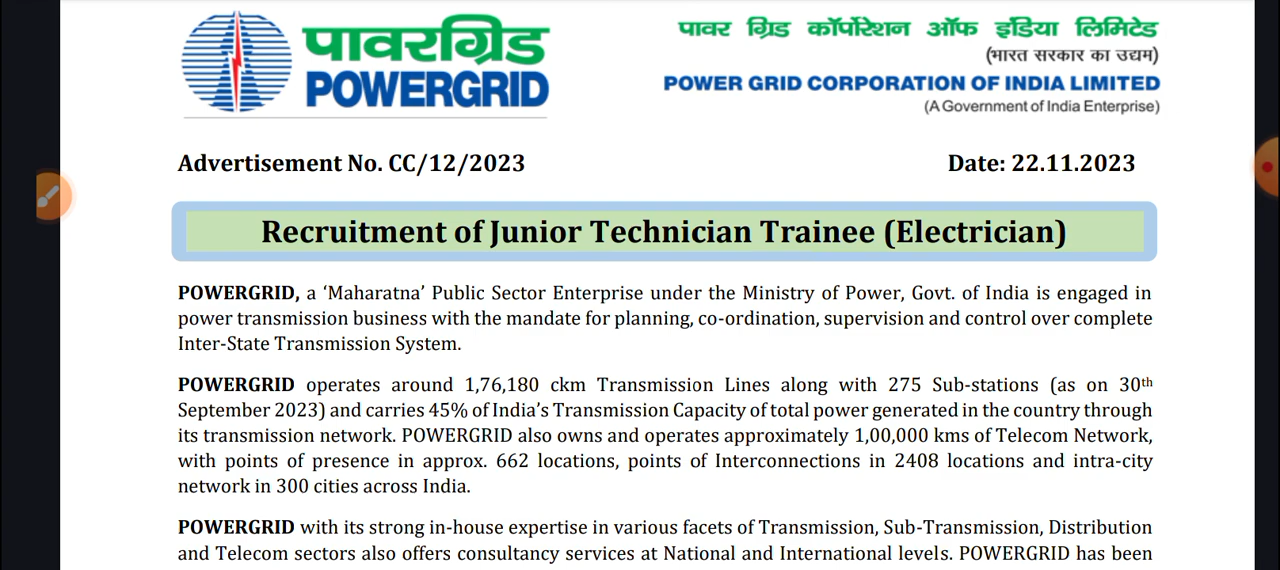 पावरग्रिड
POWERGRID
पावर ग्रिड कॉर्पोरेशन ऑफ इंडिया लिमिटेड
(भारत सरकार का उद्यम)
POWER GRID CORPORATION OF INDIA LIMITED
(A Government of India Enterprise)
Advertisement No. CC/12/2023 Date: 22.11.2023
Recruitment of Junior Technician Trainee (Electrician)
POWERGRID, a ‘Maharatna’ Public Sector Enterprise under the Ministry of Power, Govt. of India is engaged in
power transmission business with the mandate for planning, co-ordination, supervision and control over complete
Inter-State Transmission System.
POWERGRID operates around 1,76,180 ckm Transmission Lines along with 275 Sub-stations (as on 30th
September 2023) and carries 45% of India’s Transmission Capacity of total power generated in the country through
its transmission network. POWERGRID also owns and operates approximately 1,00,000 kms of Telecom Network,
with points of presence in approx. 662 locations, points of Interconnections in 2408 locations and intra-city
network in 300 cities across India.
POWERGRID with its strong in-house expertise in various facets of Transmission, Sub-Transmission, Distribution
and Telecom sectors also offers consultancy services at National and International levels. POWERGRID has been